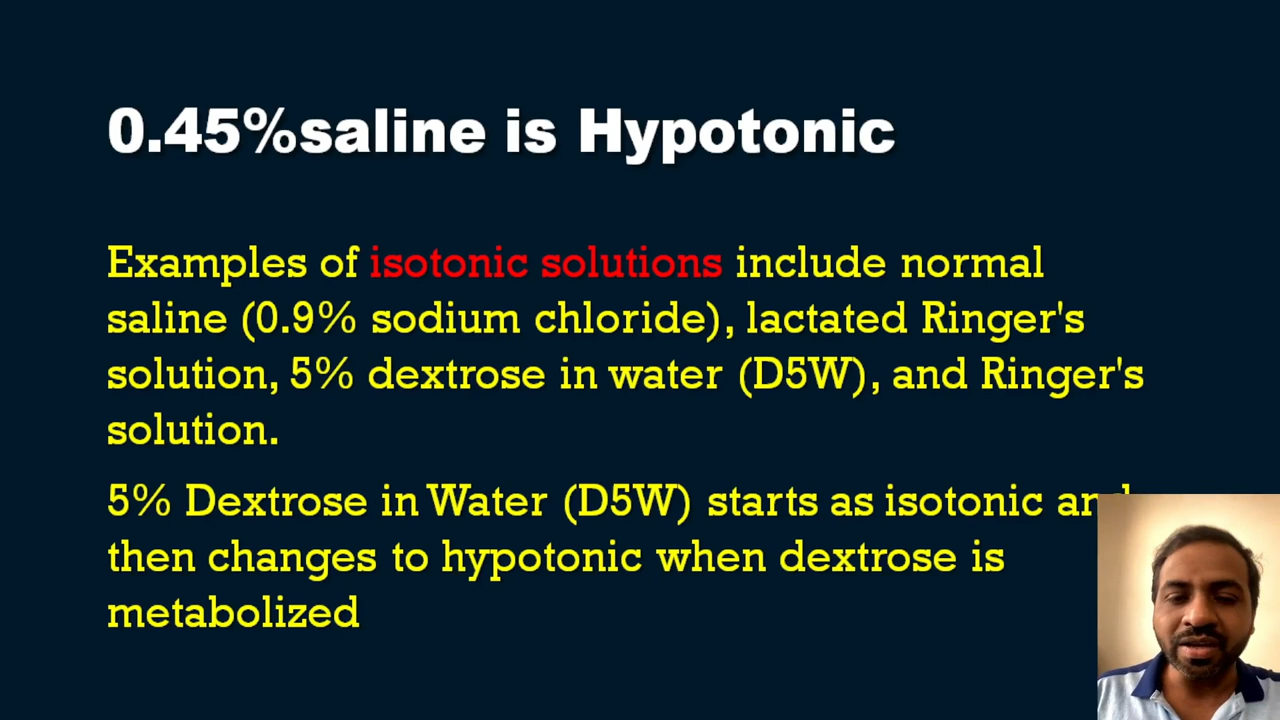 0.45%saline is Hypotonic
Examples of isotonic solutions include normal
saline (0.9% sodium chloride), lactated Ringer's
solution, 5% dextrose in water (D5W), and Ringer's
solution.
5% Dextrose in Water (D5W) starts as isotonic and
then changes to hypotonic when dextrose is
metabolized